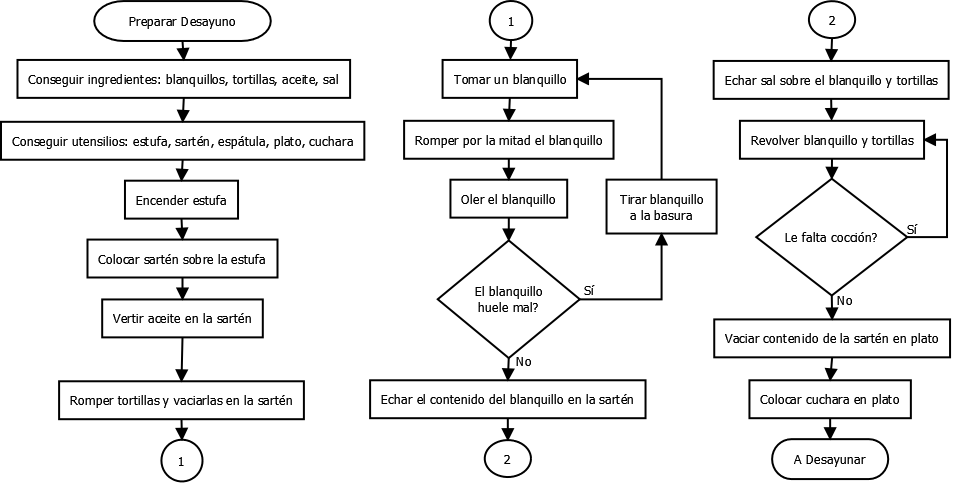 Preparar Desayuno
Conseguir ingredientes: blanquillos, tortillas, aceite, sal
Conseguir utensilios: estufa, sartén, espátula, plato, cuchara
Encender estufa
Colocar sartén sobre la estufa
Vertir aceite en la sartén
Romper tortillas y vaciarlas en la sartén
1
1
Tomar un blanquillo
Romper por la mitad el blanquillo
Oler el blanquillo
Tirar blanquillo
a la basura
El blanquillo
huele mal?
Sí
No
Echar el contenido del blanquillo en la sartén
2
2
Echar sal sobre el blanquillo y tortillas
Revolver blanquillo y tortillas
Le falta cocción?
Sí
No
Vaciar contenido de la sartén en plato
Colocar cuchara en plato
A Desayunar